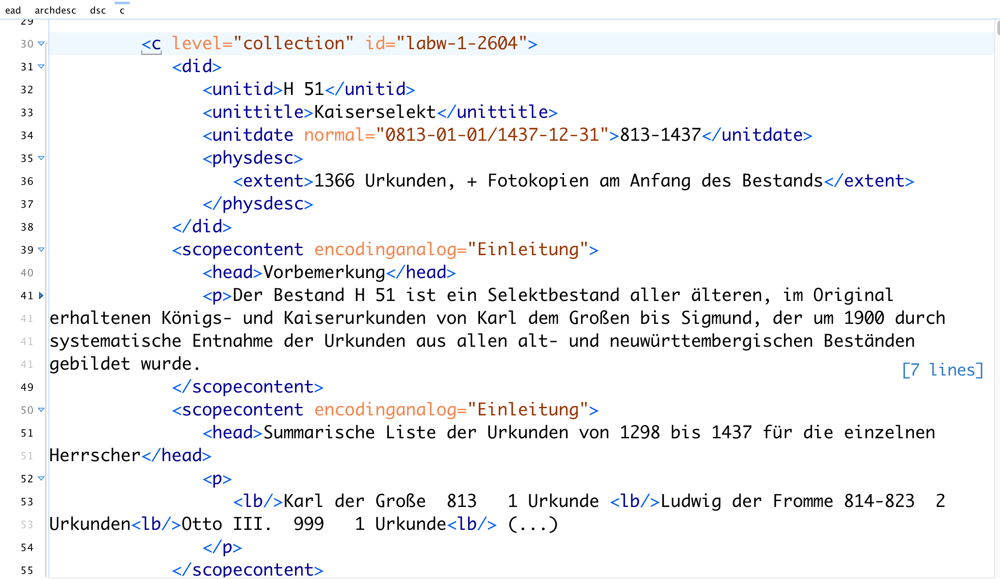 ead archdesc dsc c
29
30 <c level="collection" id="labw-1-2604">
31 <did>
32 <unitid>H 51</unitid>
33 <unittitle>Kaiserselekt</unittitle>
34 <unitdate normal="0813-01-01/1437-12-31">813-1437</unitdate>
35 <physdesc>
36 <extent>1366 Urkunden, + Fotokopien am Anfang des Bestands</extent>
37 </physdesc>
38 </did>
39 <scopecontent encodinganalog="Einleitung">
40 <head>Vorbemerkung</head>
41 <p>Der Bestand H 51 ist ein Selektbestand aller älteren, im Original
41 erhaltenen Königs- und Kaiserurkunden von Karl dem Großen bis Sigmund, der um 1900 durch
41 systematische Entnahme der Urkunden aus allen alt- und neuwürttembergischen Beständen
41 gebildet wurde. [7 lines]
49 </scopecontent>
50 <scopecontent encodinganalog="Einleitung">
51 <head>Summarische Liste der Urkunden von 1298 bis 1437 für die einzelnen
51 Herrscher</head>
52 <p>
53 <lb/>Karl der Große  813   1 Urkunde <lb/>Ludwig der Fromme 814-823  2
53 Urkunden<lb/>Otto III.  999   1 Urkunde<lb/> (...)
54 </p>
55 </scopecontent>